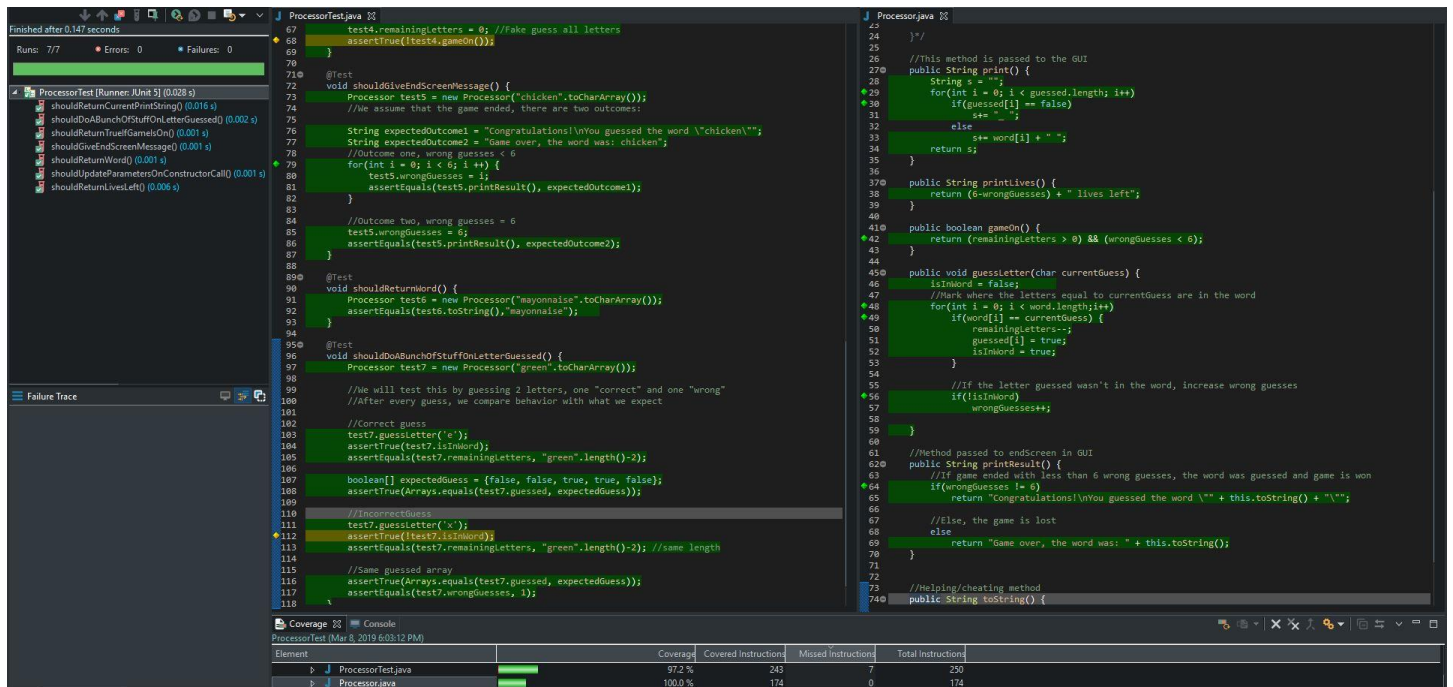 Finished after 0.147 seconds
Runs: 7/7 Errors: 0 Failures: 0
ProcessorTest [Runner: JUnit 5] (0.028 s)
shouldReturnCurrentPrintString() (0.016 s)
shouldDoABunchOfStuffOnLetterGuessed() (0.002 s)
shouldReturnTrueIfGameIsOn() (0.001 s)
shouldGiveEndScreenMessage() (0.001 s)
shouldReturnWord() (0.001 s)
shouldUpdateParametersOnConstructorCall() (0.001 s)
shouldReturnLivesLeft() (0.006 s)
Failure Trace
ProcessorTest.java
67 test4.remainingLetters = 0; //Fake guess all letters
68 assertTrue(!test4.gameOn());
69 }
70
71 @Test
72 void shouldGiveEndScreenMessage() {
73 Processor test5 = new Processor("chicken".toCharArray());
74 //We assume that the game ended, there are two outcomes:
75
76 String expectedOutcome1 = "Congratulations!\nYou guessed the word \"chicken\"";
77 String expectedOutcome2 = "Game over, the word was: chicken";
78 //Outcome one, wrong guesses < 6
79 for(int i = 0; i < 6; i ++) {
80 test5.wrongGuesses = i;
81 assertEquals(test5.printResult(), expectedOutcome1);
82 }
83
84 //Outcome two, wrong guesses = 6
85 test5.wrongGuesses = 6;
86 assertEquals(test5.printResult(), expectedOutcome2);
87 }
88
89 @Test
90 void shouldReturnWord() {
91 Processor test6 = new Processor("mayonnaise".toCharArray());
92 assertEquals(test6.toString(),"mayonnaise");
93 }
94
95 @Test
96 void shouldDoABunchOfStuffOnLetterGuessed() {
97 Processor test7 = new Processor("green".toCharArray());
98
99 //We will test this by guessing 2 letters, one "correct" and one "wrong"
100 //After every guess, we compare behavior with what we expect
101
102 //Correct guess
103 test7.guessLetter('e');
104 assertTrue(test7.isInWord);
105 assertEquals(test7.remainingLetters, "green".length()-2);
106
107 boolean[] expectedGuess = {false, false, true, true, false};
108 assertTrue(Arrays.equals(test7.guessed, expectedGuess));
109
110 //IncorrectGuess
111 test7.guessLetter('x');
112 assertTrue(!test7.isInWord);
113 assertEquals(test7.remainingLetters, "green".length()-2); //same length
114
115 //Same guessed array
116 assertTrue(Arrays.equals(test7.guessed, expectedGuess));
117 assertEquals(test7.wrongGuesses, 1);
118 }
Processor.java
23
24 }*/
25
26 //This method is passed to the GUI
27 public String print() {
28 String s = "";
29 for(int i = 0; i < guessed.length; i++)
30 if(guessed[i] == false)
31 s+= "_ ";
32 else
33 s+= word[i] + " ";
34 return s;
35 }
36
37 public String printLives() {
38 return (6-wrongGuesses) + " lives left";
39 }
40
41 public boolean gameOn() {
42 return (remainingLetters > 0) && (wrongGuesses < 6);
43 }
44
45 public void guessLetter(char currentGuess) {
46 isInWord = false;
47 //Mark where the letters equal to currentGuess are in the word
48 for(int i = 0; i < word.length;i++)
49 if(word[i] == currentGuess) {
50 remainingLetters--;
51 guessed[i] = true;
52 isInWord = true;
53 }
54
55 //If the letter guessed wasn't in the word, increase wrong guesses
56 if(!isInWord)
57 wrongGuesses++;
58
59 }
60
61 //Method passed to endScreen in GUI
62 public String printResult() {
63 //If game ended with less than 6 wrong guesses, the word was guessed and game is won
64 if(wrongGuesses != 6)
65 return "Congratulations!\nYou guessed the word \"" + this.toString() + "\"";
66
67 //Else, the game is lost
68 else
69 return "Game over, the word was: " + this.toString();
70 }
71
72
73 //Helping/cheating method
74 public String toString() {
Coverage Console
ProcessorTest (Mar 8, 2019 6:03:12 PM)
Element Coverage Covered Instructions Missed Instructions Total Instructions
ProcessorTest.java 97.2 % 243 7 250
Processor.java 100.0 % 174 0 174